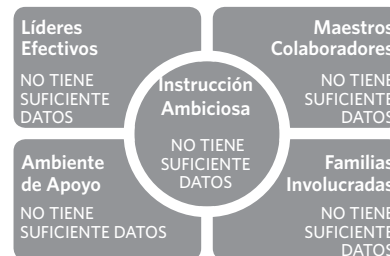 Líderes
Efectivos
NO TIENE
SUFICIENTE
DATOS
Maestros
Colaboradores
NO TIENE
SUFICIENTE
DATOS
Instrucción
Ambiciosa
NO TIENE
SUFICIENTE
DATOS
Ambiente
de Apoyo
NO TIENE
SUFICIENTE DATOS
Familias
Involucradas
NO TIENE
SUFICIENTE
DATOS